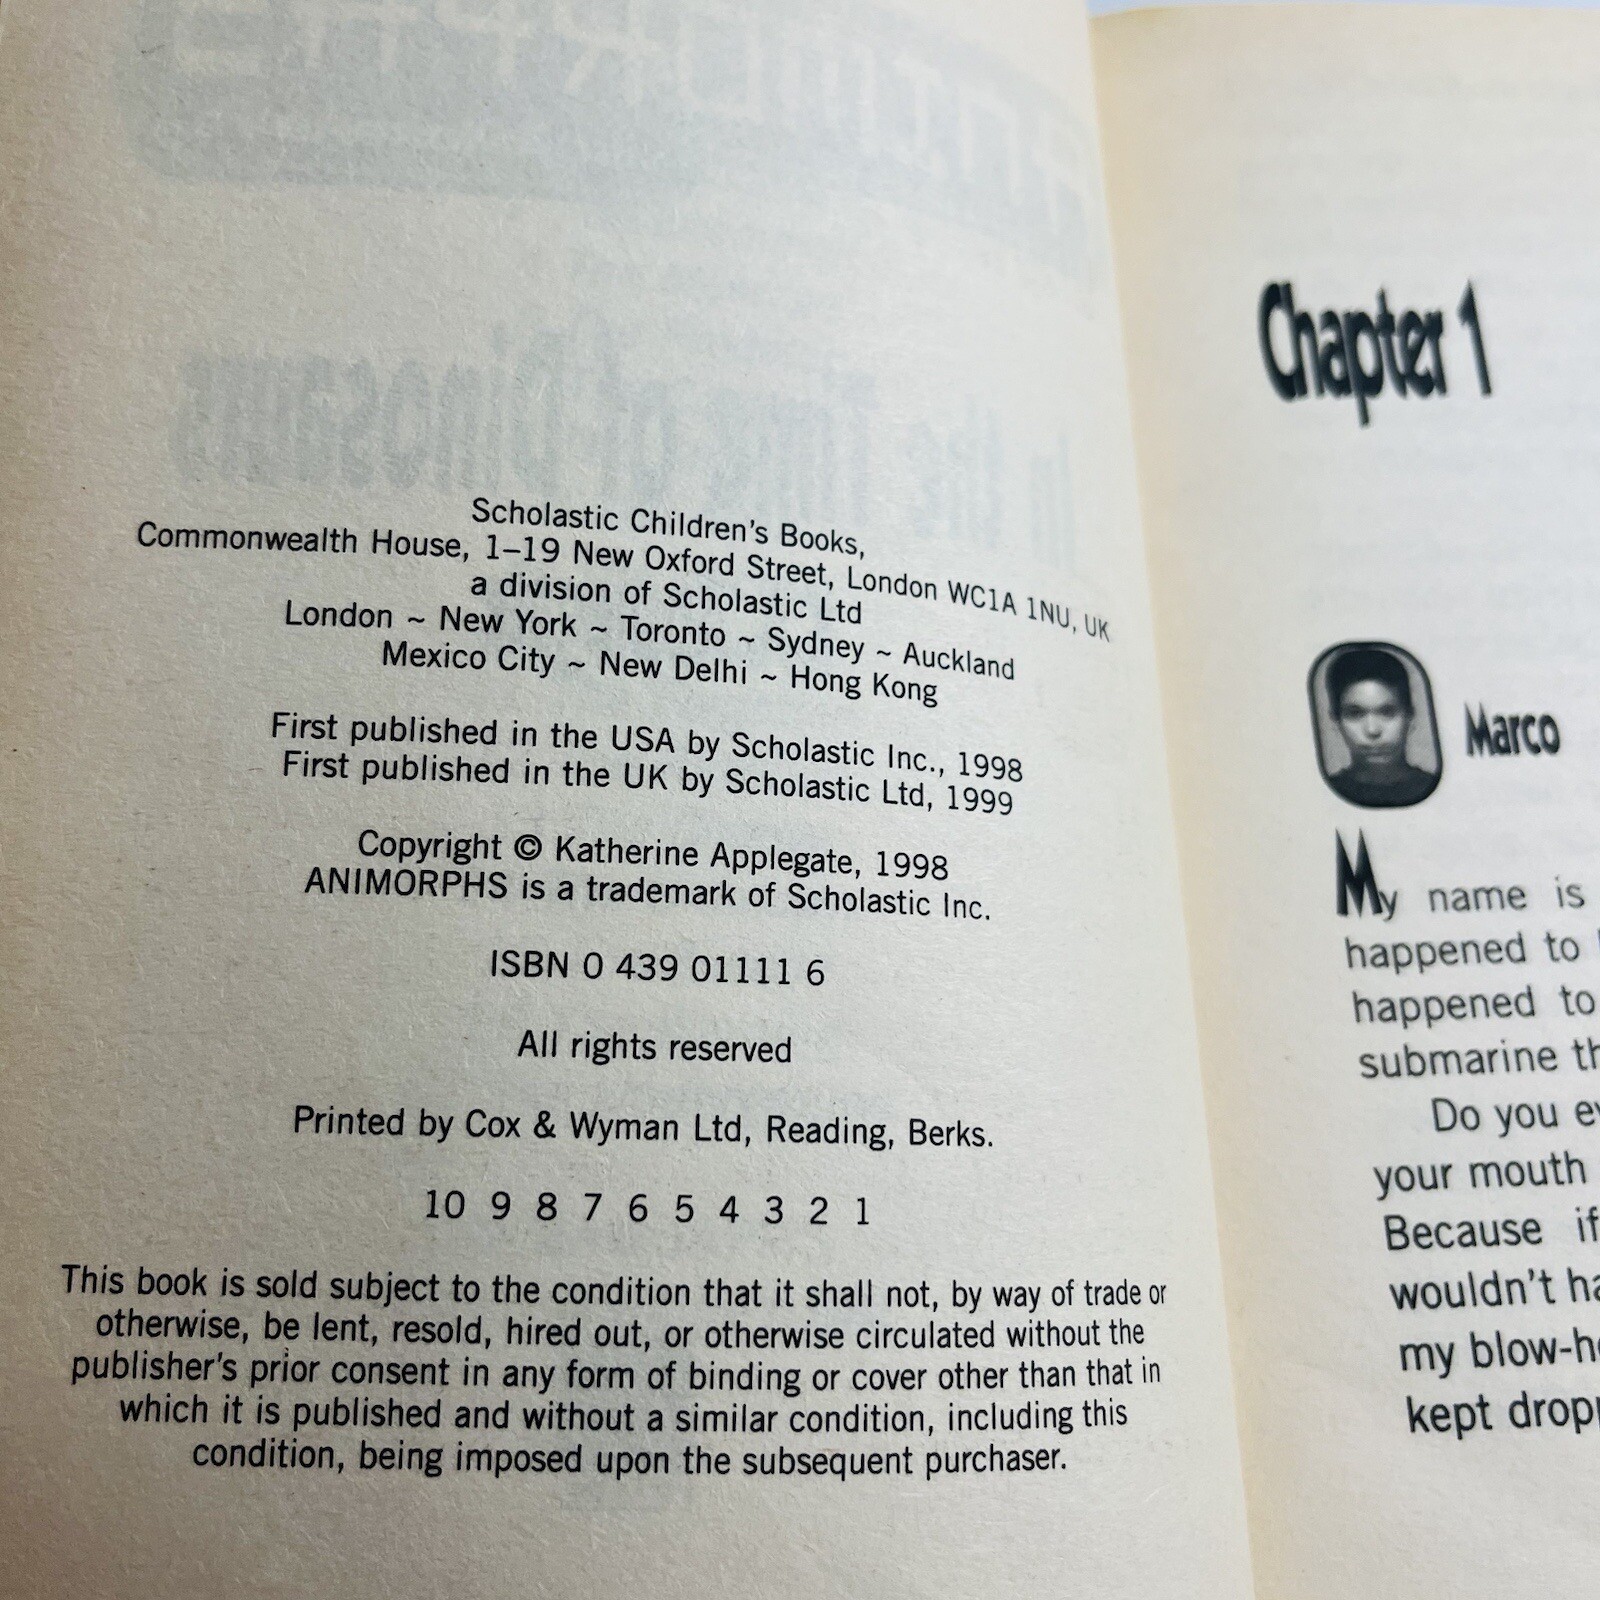 Scholastic Children's Books,
Commonwealth House, 1–19 New Oxford Street, London WC1A 1NU, UK
a division of Scholastic Ltd
London ~ New York ~ Toronto ~ Sydney ~ Auckland
Mexico City ~ New Delhi ~ Hong Kong
First published in the USA by Scholastic Inc., 1998
First published in the UK by Scholastic Ltd, 1999
Copyright © Katherine Applegate, 1998
ANIMORPHS is a trademark of Scholastic Inc.
ISBN 0 439 01111 6
All rights reserved
Printed by Cox & Wyman Ltd, Reading, Berks.
10 9 8 7 6 5 4 3 2 1
This book is sold subject to the condition that it shall not, by way of trade or
otherwise, be lent, resold, hired out, or otherwise circulated without the
publisher's prior consent in any form of binding or cover other than that in
which it is published and without a similar condition, including this
condition, being imposed upon the subsequent purchaser.
Chapter 1
Marco
My name is
happened to
happened to
submarine
Do you
your mouth
Because if
wouldn't
my
kept